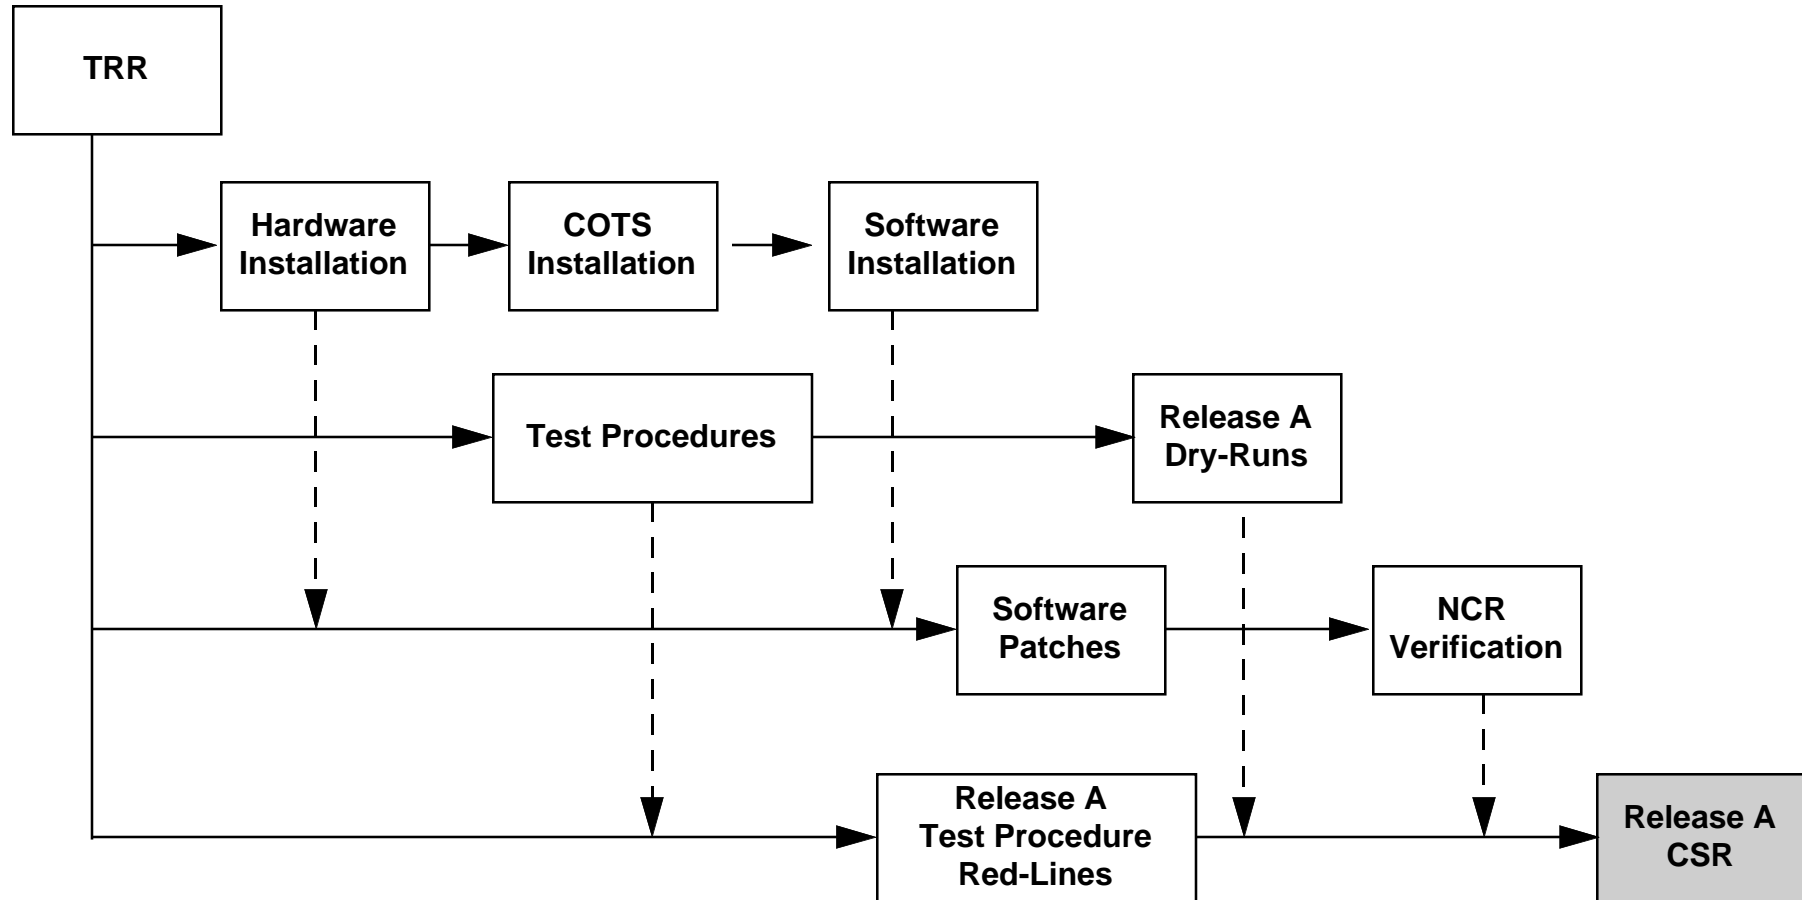 TRR
Hardware
Installation
COTS
Installation
Software
Installation
Test Procedures
Release A
Dry-Runs
Software
Patches
NCR
Verification
Release A
Test Procedure
Red-Lines
Release A
CSR